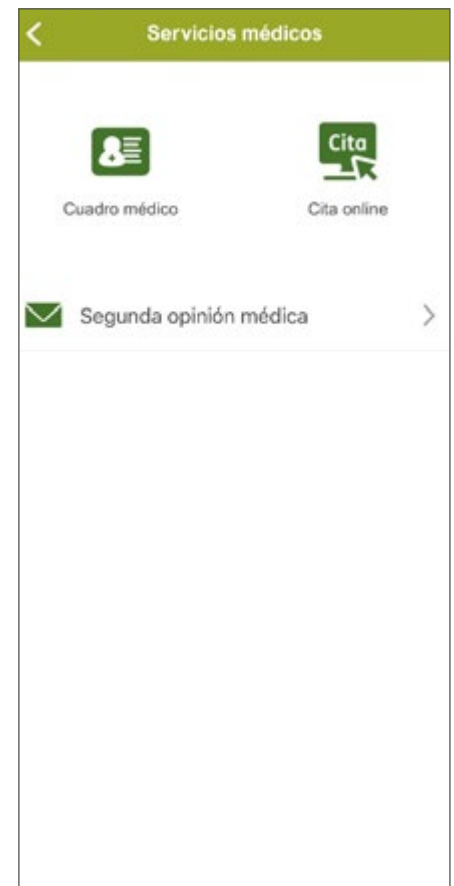 Servicios médicos
Cita
Cuadro médico
Cita online
Segunda opinión médica